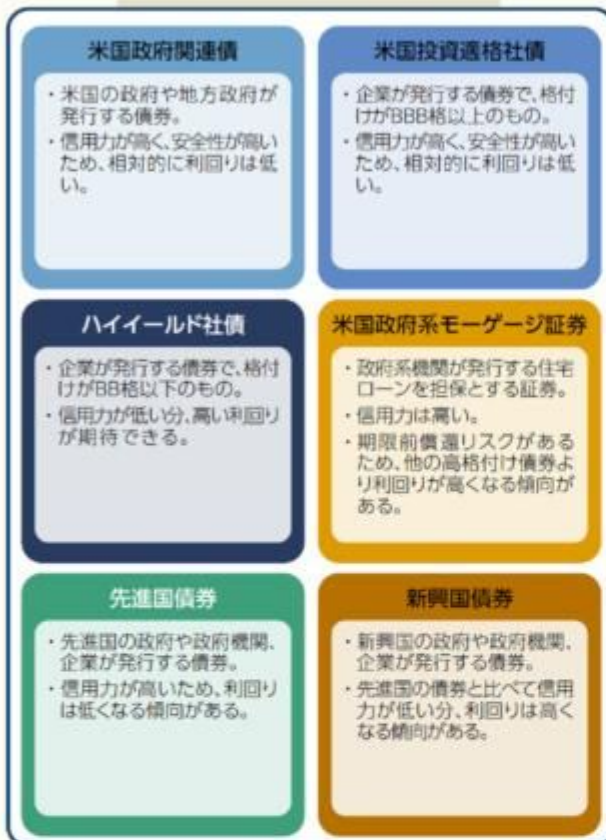 米国政府関連債
・米国の政府や地方政府が
発行する債券。
・信用力が高く、安全性が高い
ため、相対的に利回りは低
い。
米国投資適格社債
・企業が発行する債券で、格付
けがBBB格以上のもの。
・信用力が高く、安全性が高い
ため、相対的に利回りは低
い。
ハイイールド社債
・企業が発行する債券で、格付
けがBB格以下のもの。
・信用力が低い分、高い利回り
が期待できる。
米国政府系モーゲージ証券
・政府系機関が発行する住宅
ローンを担保とする証券。
・信用力は高い。
・期限前償還リスクがある
ため、他の高格付け債券よ
り利回りが高くなる傾向が
ある。
先進国債券
・先進国の政府や政府機関、
企業が発行する債券。
・信用力が高いため、利回り
は低くなる傾向がある。
新興国債券
・新興国の政府や政府機関、
企業が発行する債券。
・先進国の債券と比べて信用
力が低い分、利回りは高く
なる傾向がある。